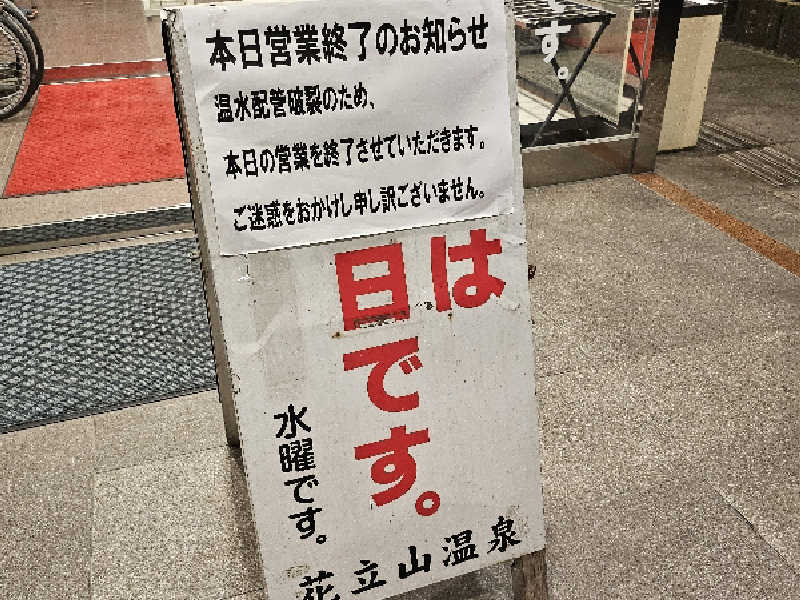 本日営業終了のお知らせ
温水配管破裂のため、
本日の営業を終了させていただきます。
ご迷惑をおかけし申し訳ございません。
は
日です。
水曜です。
花立山温泉
す。